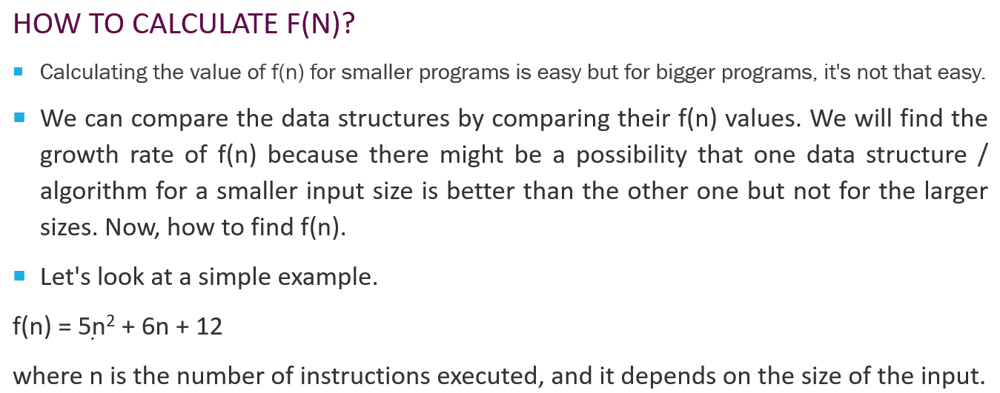 HOW TO CALCULATE F(N)?
▪ Calculating the value of f(n) for smaller programs is easy but for bigger programs, it's not that easy.
▪ We can compare the data structures by comparing their f(n) values. We will find the
growth rate of f(n) because there might be a possibility that one data structure /
algorithm for a smaller input size is better than the other one but not for the larger
sizes. Now, how to find f(n).
▪ Let's look at a simple example.
f(n) = 5n² + 6n + 12
where n is the number of instructions executed, and it depends on the size of the input.